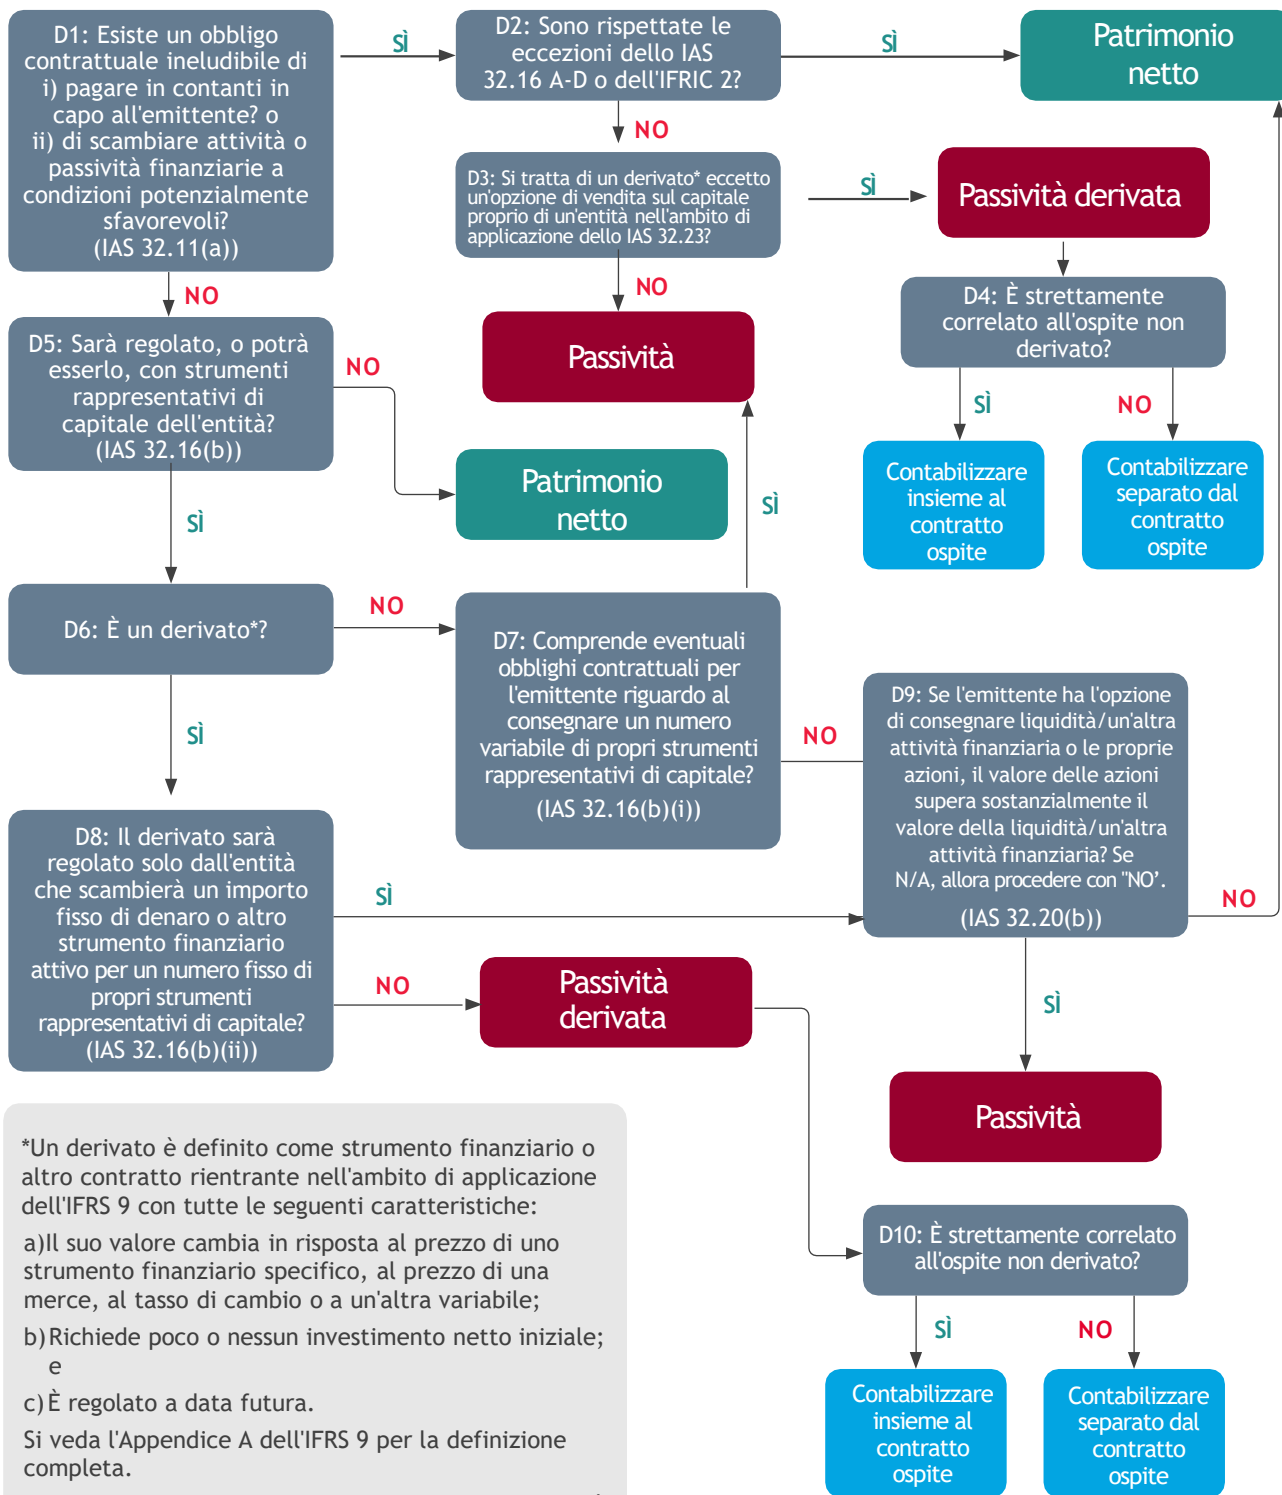 D1: Esiste un obbligo
contrattuale ineludibile di
i) pagare in contanti in
capo all'emittente? o
ii) di scambiare attività o
passività finanziarie a
condizioni potenzialmente
sfavorevoli?
(IAS 32.11(a))
SÌ
D2: Sono rispettate le
eccezioni dello IAS
32.16 A-D o dell'IFRIC 2?
SÌ
Patrimonio
netto
NO
D3: Si tratta di un derivato* eccetto
un'opzione di vendita sul capitale
proprio di un'entità nell'ambito di
applicazione dello IAS 32.23?
SÌ
Passività derivata
NO
NO
D4: È strettamente
correlato all'ospite non
derivato?
D5: Sarà regolato, o potrà
esserlo, con strumenti
rappresentativi di
capitale dell'entità?
(IAS 32.16(b))
NO
Passività
SÌ
NO
Contabilizzare
insieme al
contratto
ospite
Contabilizzare
separato dal
contratto
ospite
Patrimonio
netto
SÌ
SÌ
D6: È un derivato*?
NO
D7: Comprende eventuali
obblighi contrattuali per
l'emittente riguardo al
consegnare un numero
variabile di propri strumenti
rappresentativi di capitale?
(IAS 32.16(b)(i))
NO
D9: Se l'emittente ha l'opzione
di consegnare liquidità/un'altra
attività finanziaria o le proprie
azioni, il valore delle azioni
supera sostanzialmente il
valore della liquidità/un'altra
attività finanziaria? Se
N/A, allora procedere con "NO’.
(IAS 32.20(b))
NO
SÌ
D8: Il derivato sarà
regolato solo dall'entità
che scambierà un importo
fisso di denaro o altro
strumento finanziario
attivo per un numero fisso di
propri strumenti
rappresentativi di capitale?
(IAS 32.16(b)(ii))
SÌ
NO
Passività
derivata
SÌ
Passività
*Un derivato è definito come strumento finanziario o
altro contratto rientrante nell'ambito di applicazione
dell'IFRS 9 con tutte le seguenti caratteristiche:
a)Il suo valore cambia in risposta al prezzo di uno
strumento finanziario specifico, al prezzo di una
merce, al tasso di cambio o a un'altra variabile;
b)Richiede poco o nessun investimento netto iniziale;
e
c)È regolato a data futura.
Si veda l'Appendice A dell'IFRS 9 per la definizione
completa.
D10: È strettamente correlato
all'ospite non derivato?
SÌ
NO
Contabilizzare
insieme al
contratto
ospite
Contabilizzare
separato dal
contratto
ospite